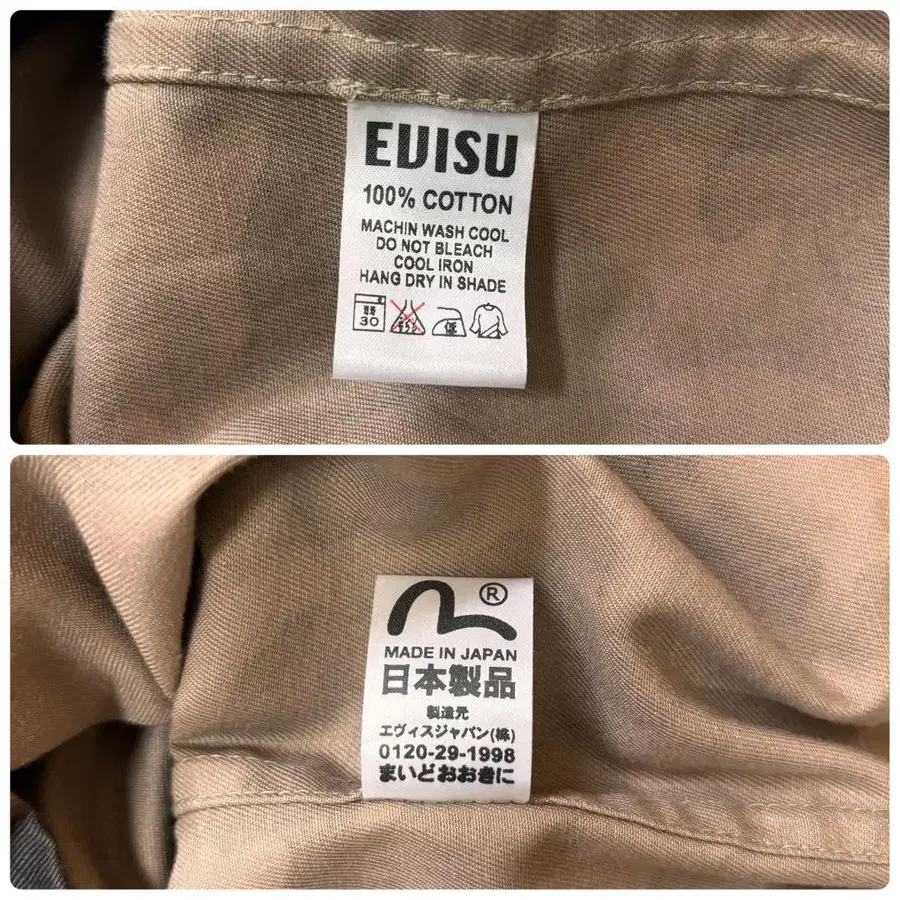 EVISU
100% COTTON
MACHIN WASH COOL
DO NOT BLEACH
COOL IRON
HANG DRY IN SHADE
30
低
®
MADE IN JAPAN
日本製品
製造元
エヴィスジャパン(株)
0120-29-1998
まいどおおきに